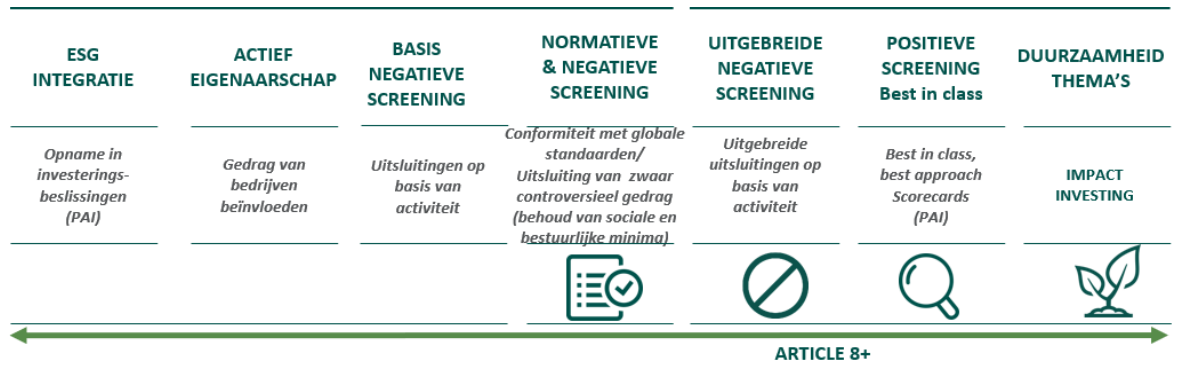 ESG
INTEGRATIE
ACTIEF
EIGENAARSCHAP
BASIS
NEGATIEVE
SCREENING
NORMATIEVE
& NEGATIEVE
SCREENING
UITGEBREIDE
NEGATIEVE
SCREENING
POSITIEVE
SCREENING
Best in class
DUURZAAMHEID
THEMA'S
Opname in
investerings-
beslissingen
(PAI)
Gedrag van
bedrijven
beïnvloeden
Uitsluitingen op
basis van
activiteit
Conformiteit met globale
standaarden/
Uitsluiting van zwaar
controversieel gedrag
(behoud van sociale en
bestuurlijke minima)
Uitgebreide
uitsluitingen op
basis van
activiteit
Best in class,
best approach
Scorecards
(PAI)
IMPACT
INVESTING
ARTICLE 8+